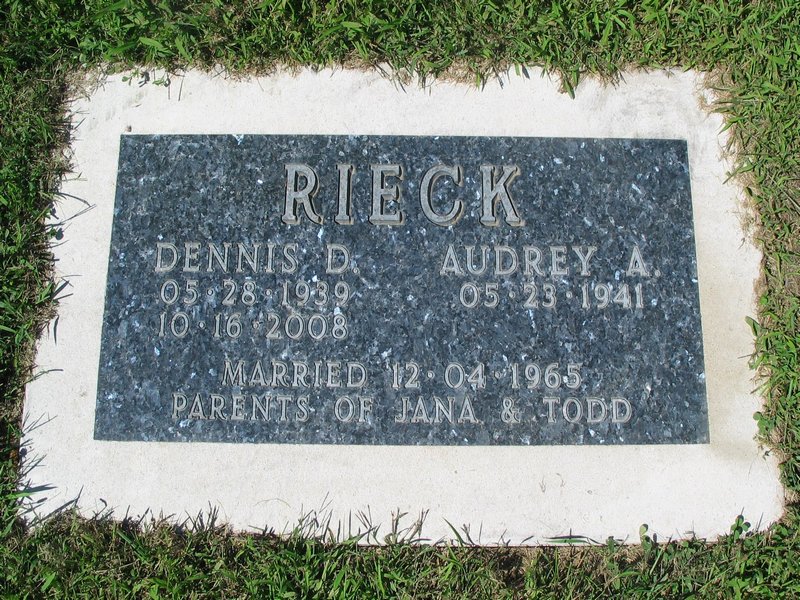 RIECK
DENNIS D. AUDREY A.
05·28·1939 05·23·1941
10·16·2008
MARRIED 12·04·1965
PARENTS OF JANA & TODD